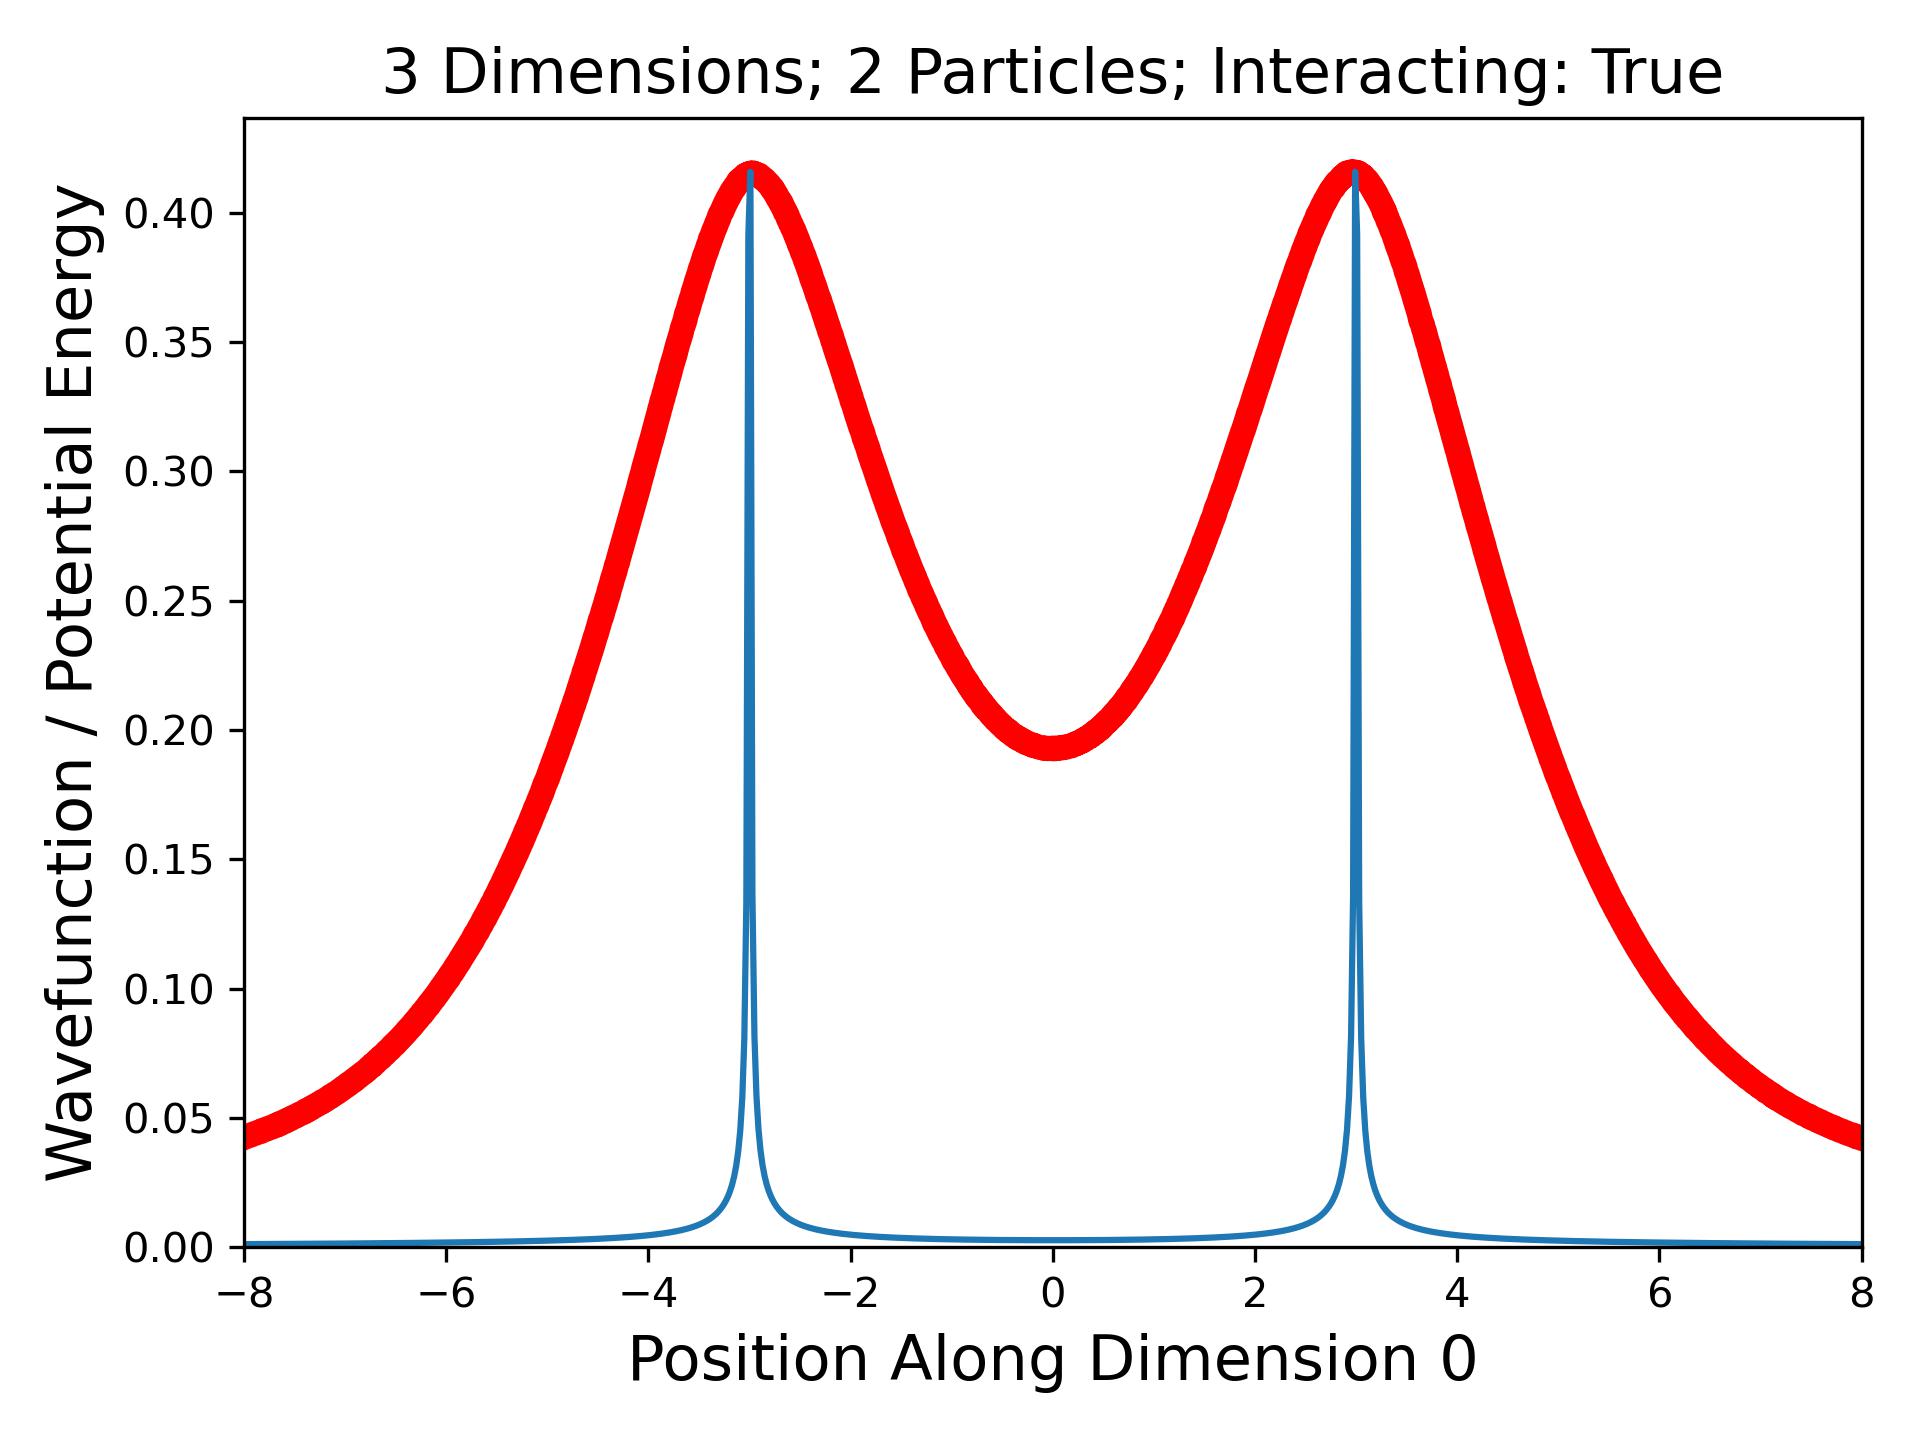 3 Dimensions; 2 Particles; Interacting: True
Wavefunction / Potential Energy
0.40
0.35
0.30
0.25
0.20
0.15
0.10
0.05
0.00
−8 −6 −4 −2 0 2 4 6 8
Position Along Dimension 0